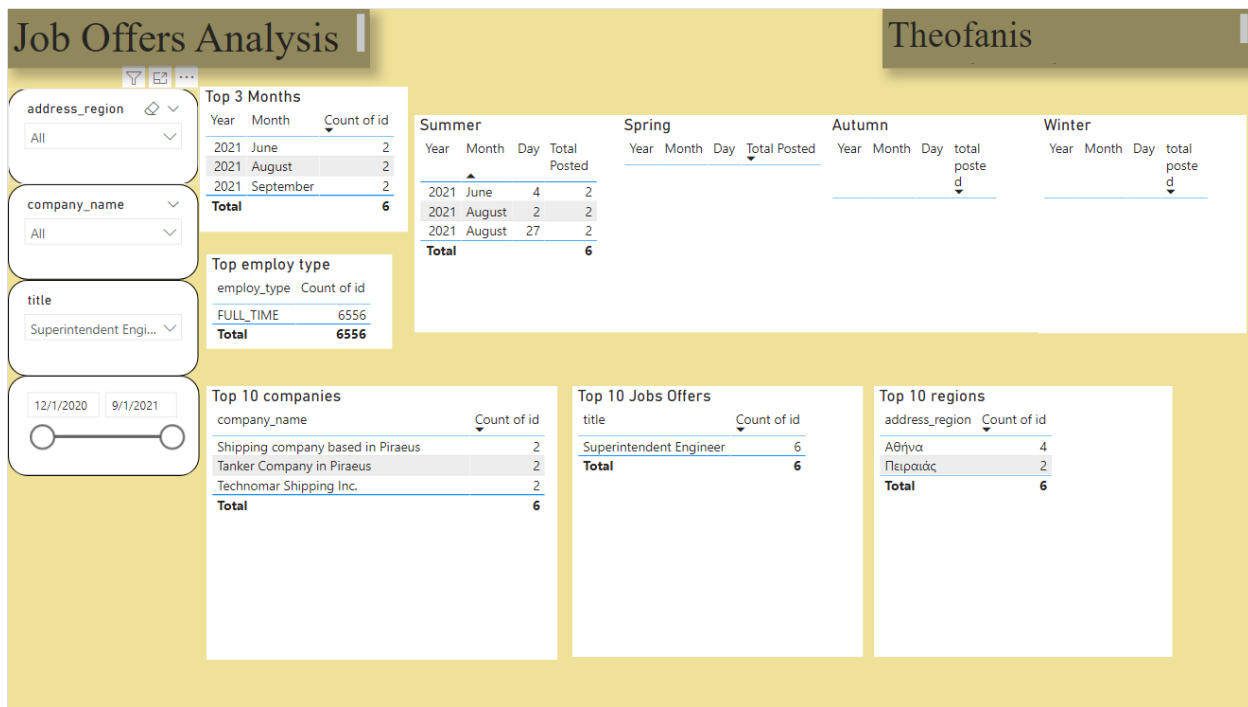 Job Offers Analysis
Theofanis
address_region
All
company_name
All
title
Superintendent Engi...
12/1/2020 9/1/2021
Top 3 Months
Year Month Count of id
2021 June 2
2021 August 2
2021 September 2
Total 6
Top employ type
employ_type Count of id
FULL_TIME 6556
Total 6556
Summer
Year Month Day Total
Posted
2021 June 4 2
2021 August 2 2
2021 August 27 2
Total 6
Spring
Year Month Day Total Posted
Autumn
Year Month Day total
poste
d
Winter
Year Month Day total
poste
d
Top 10 companies
company_name Count of id
Shipping company based in Piraeus 2
Tanker Company in Piraeus 2
Technomar Shipping Inc. 2
Total 6
Top 10 Jobs Offers
title Count of id
Superintendent Engineer 6
Total 6
Top 10 regions
address_region Count of id
Αθήνα 4
Πειραιάς 2
Total 6